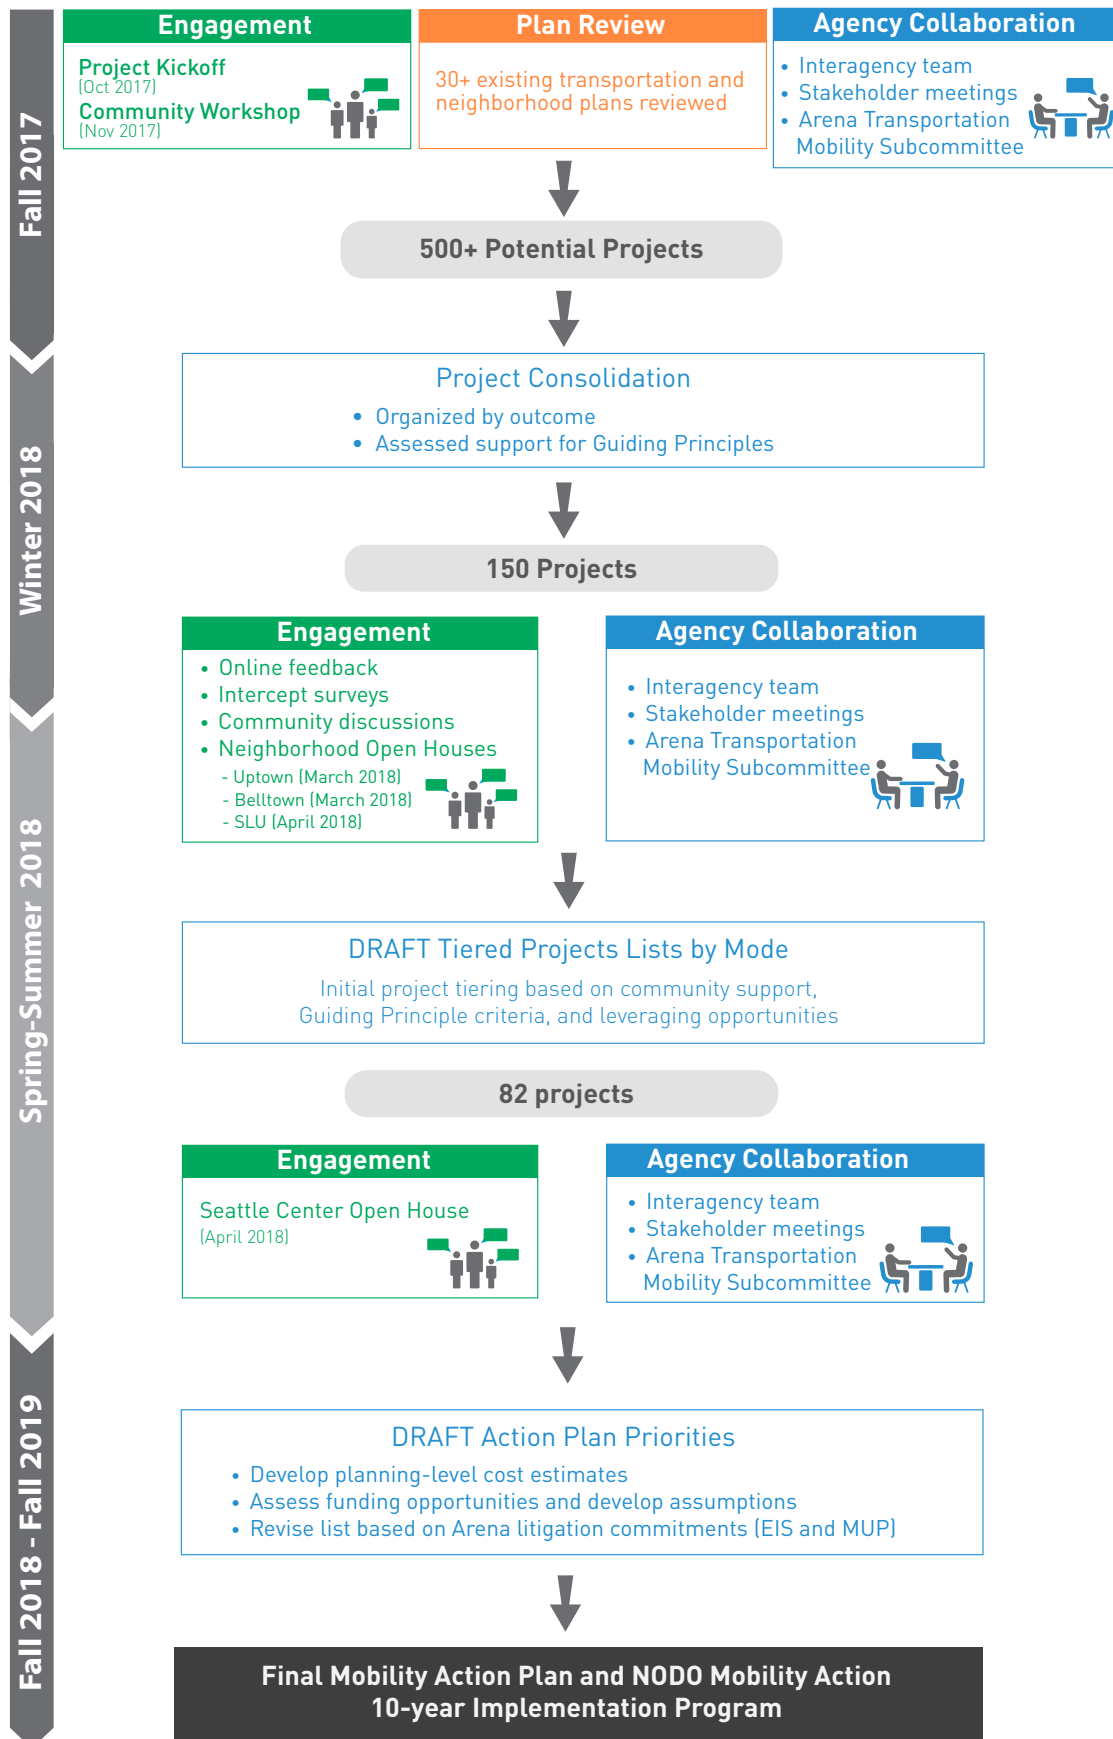 Fall 2017
Engagement
Project Kickoff
(Oct 2017)
Community Workshop
(Nov 2017)
Plan Review
30+ existing transportation and
neighborhood plans reviewed
Agency Collaboration
• Interagency team
• Stakeholder meetings
• Arena Transportation
Mobility Subcommittee
500+ Potential Projects
Winter 2018
Project Consolidation
• Organized by outcome
• Assessed support for Guiding Principles
150 Projects
Spring-Summer 2018
Engagement
• Online feedback
• Intercept surveys
• Community discussions
• Neighborhood Open Houses
- Uptown (March 2018)
- Belltown (March 2018)
- SLU (April 2018)
Agency Collaboration
• Interagency team
• Stakeholder meetings
• Arena Transportation
Mobility Subcommittee
DRAFT Tiered Projects Lists by Mode
Initial project tiering based on community support,
Guiding Principle criteria, and leveraging opportunities
82 projects
Engagement
Seattle Center Open House
(April 2018)
Agency Collaboration
• Interagency team
• Stakeholder meetings
• Arena Transportation
Mobility Subcommittee
Fall 2018 - Fall 2019
DRAFT Action Plan Priorities
• Develop planning-level cost estimates
• Assess funding opportunities and develop assumptions
• Revise list based on Arena litigation commitments (EIS and MUP)
Final Mobility Action Plan and NODO Mobility Action
10-year Implementation Program